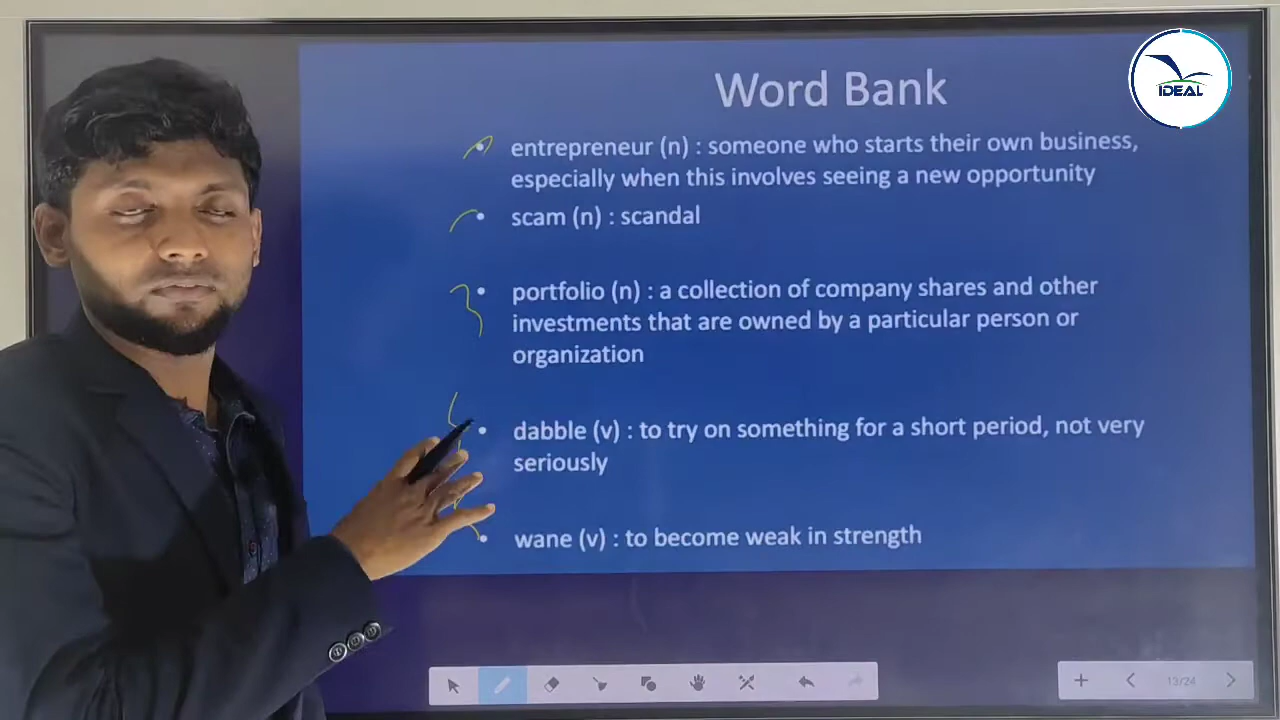 Word Bank
IDEAL
entrepreneur (n) : someone who starts their own business,
especially when this involves seeing a new opportunity
scam (n) : scandal
portfolio (n) : a collection of company shares and other
investments that are owned by a particular person or
organization
dabble (v) : to try on something for a short period, not very
seriously
wane (v) : to become weak in strength
13/24